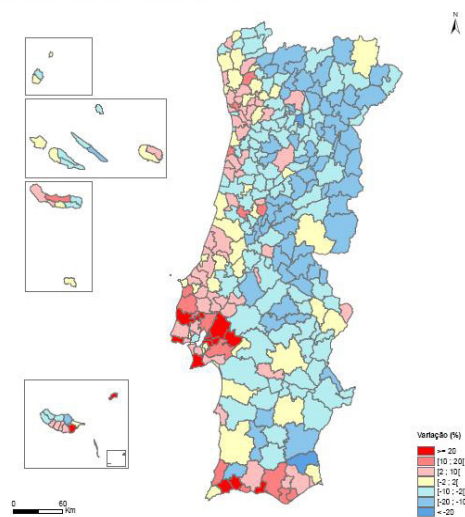 N
Variação (%)
>= 20
[10 ; 20[
[2 ; 10[
[-2 ; 2[
[-10 ; -2[
[-20 ; -10[
< -20
0 60
Km